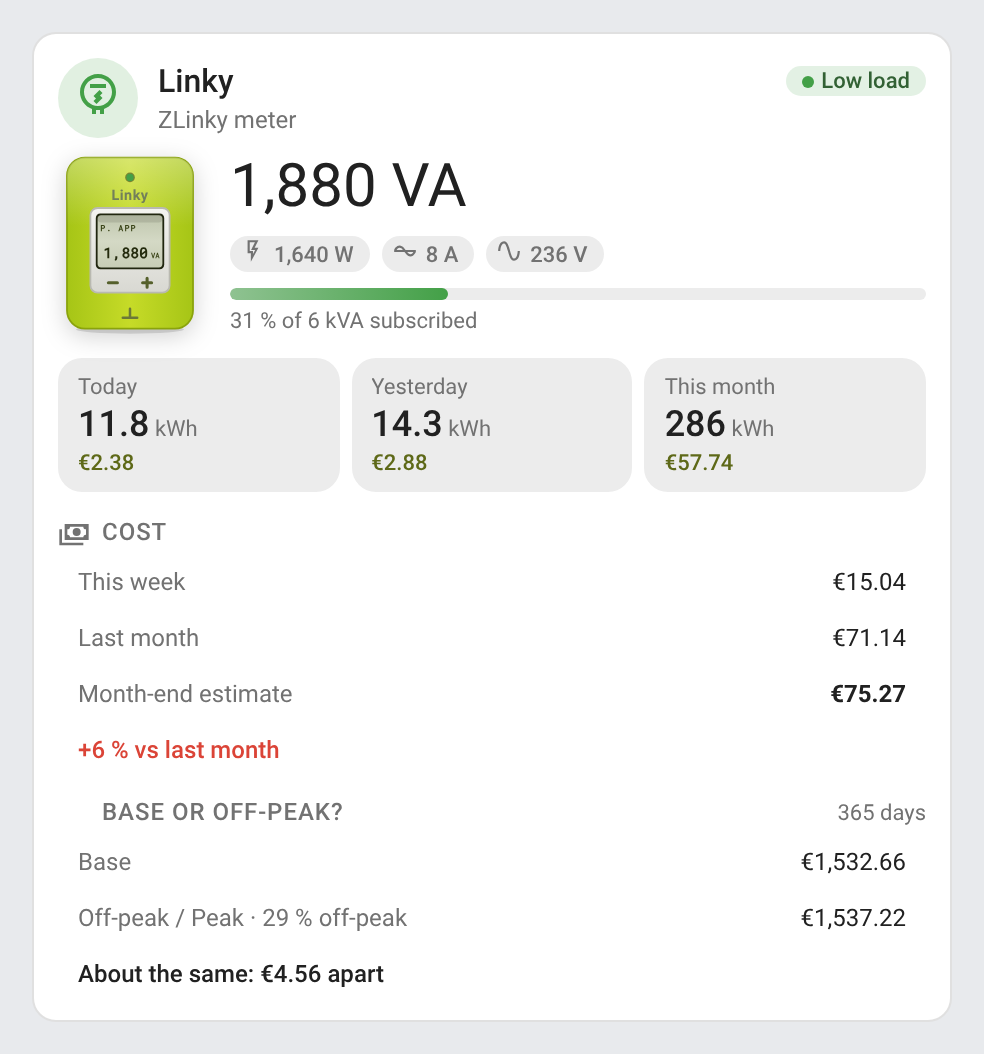 Linky
Low load
ZLinky meter
Linky
P. APP
1,880 VA
1,880 VA
1,640 W
8 A
236 V
31 % of 6 kVA subscribed
Today
11.8 kWh
€2.38
Yesterday
14.3 kWh
€2.88
This month
286 kWh
€57.74
COST
This week €15.04
Last month €71.14
Month-end estimate €75.27
+6 % vs last month
BASE OR OFF-PEAK? 365 days
Base €1,532.66
Off-peak / Peak · 29 % off-peak €1,537.22
About the same: €4.56 apart